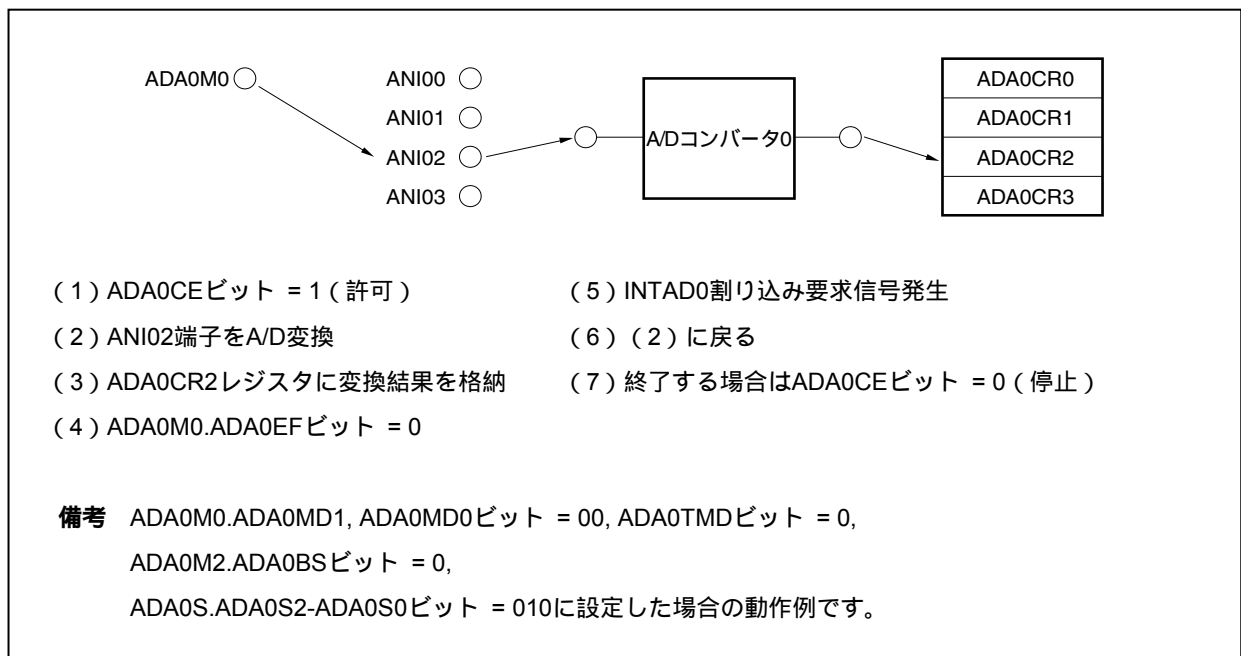 ADA0M0
ANI00
ANI01
ANI02
ANI03
A/Dコンバータ0
ADA0CR0
ADA0CR1
ADA0CR2
ADA0CR3
(1)ADA0CEビット = 1(許可)
(2)ANI02端子をA/D変換
(3)ADA0CR2レジスタに変換結果を格納
(4)ADA0M0.ADA0EFビット = 0
(5)INTAD0割り込み要求信号発生
(6)(2)に戻る
(7)終了する場合はADA0CEビット = 0(停止)
備考 ADA0M0.ADA0MD1, ADA0MD0ビット = 00, ADA0TMDビット = 0,
ADA0M2.ADA0BSビット = 0,
ADA0S.ADA0S2-ADA0S0ビット = 010に設定した場合の動作例です。